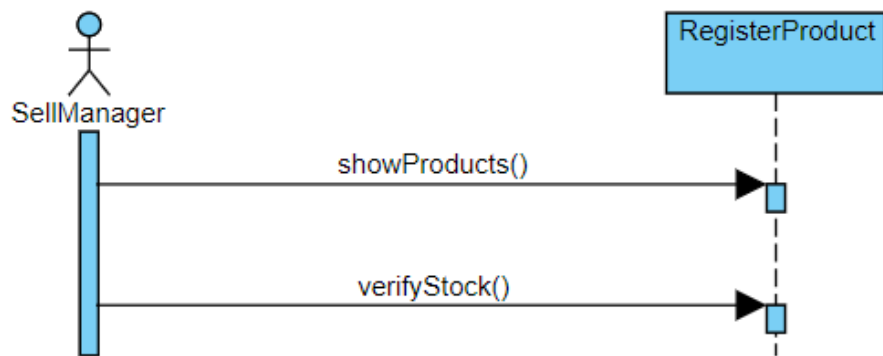 RegisterProduct
SellManager
showProducts()
verifyStock()